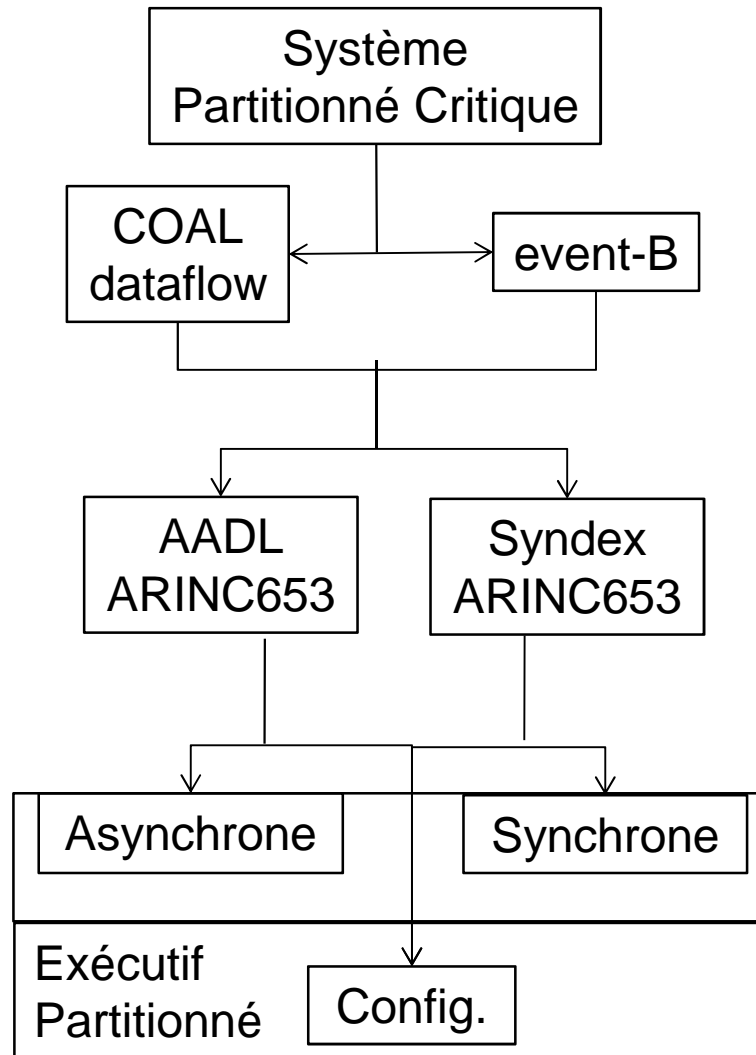 Système
Partitionné Critique
COAL
dataflow
event-B
AADL
ARINC653
Syndex
ARINC653
Asynchrone
Synchrone
Exécutif
Partitionné
Config.